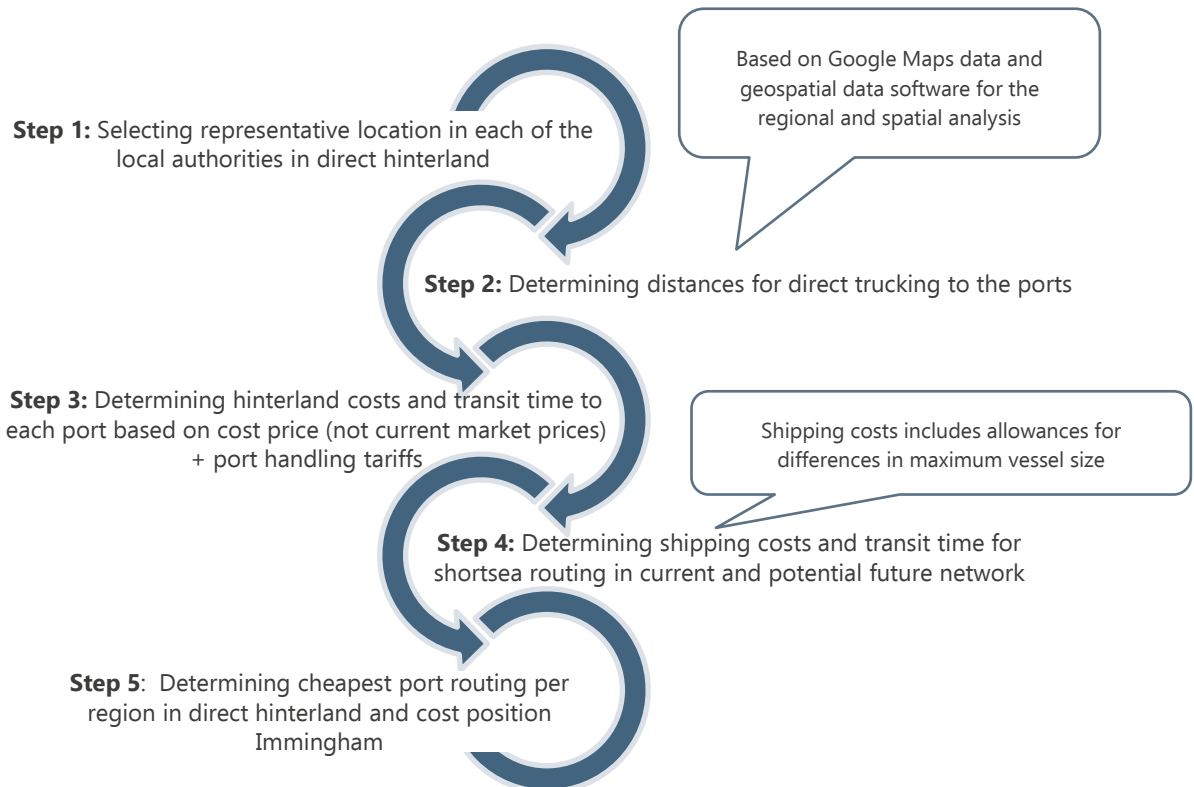 Based on Google Maps data and
geospatial data software for the
regional and spatial analysis
Step 1: Selecting representative location in each of the
local authorities in direct hinterland
Step 2: Determining distances for direct trucking to the ports
Step 3: Determining hinterland costs and transit time to
each port based on cost price (not current market prices)
+ port handling tariffs
Shipping costs includes allowances for
differences in maximum vessel size
Step 4: Determining shipping costs and transit time for
shortsea routing in current and potential future network
Step 5:  Determining cheapest port routing per
region in direct hinterland and cost position
Immingham